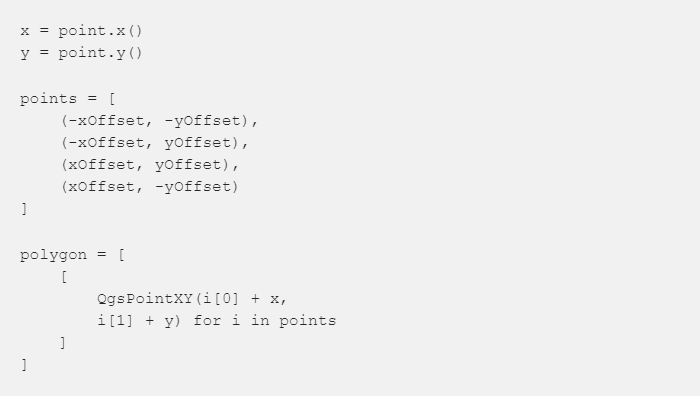 x = point.x()
y = point.y()
points = [
    (-xOffset, -yOffset),
    (-xOffset, yOffset),
    (xOffset, yOffset),
    (xOffset, -yOffset)
]
polygon = [
    [
        QgsPointXY(i[0] + x,
        i[1] + y) for i in points
    ]
]